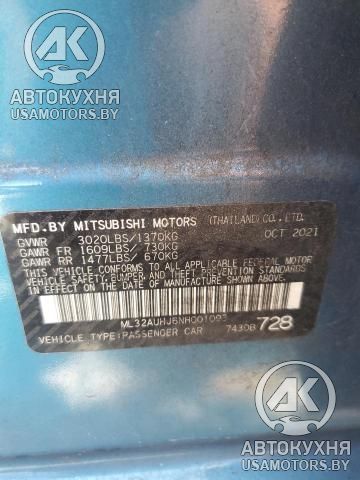 АК
АВТОКУХНЯ
USAMOTORS.BY
MFD.BY MITSUBISHI MOTORS (THAILAND)CO.,LTD.
OCT 2021
GVWR 3020LBS/1370KG
GAWR FR 1609LBS/ 730KG
GAWR RR 1477LBS/ 670KG
THIS VEHICLE CONFORMS TO ALL APPLICABLE U.S. FEDERAL MOTOR
VEHICLE SAFETY, BUMPER, AND THEFT PREVENTION STANDARDS
IN EFFECT ON THE DATE OF MANUFACTURE SHOWN ABOVE.
ML32AUHJ6NH001093
VEHICLE TYPE:PASSENGER CAR 7430B 728
АК
АВТОКУХНЯ
USAMOTORS.BY